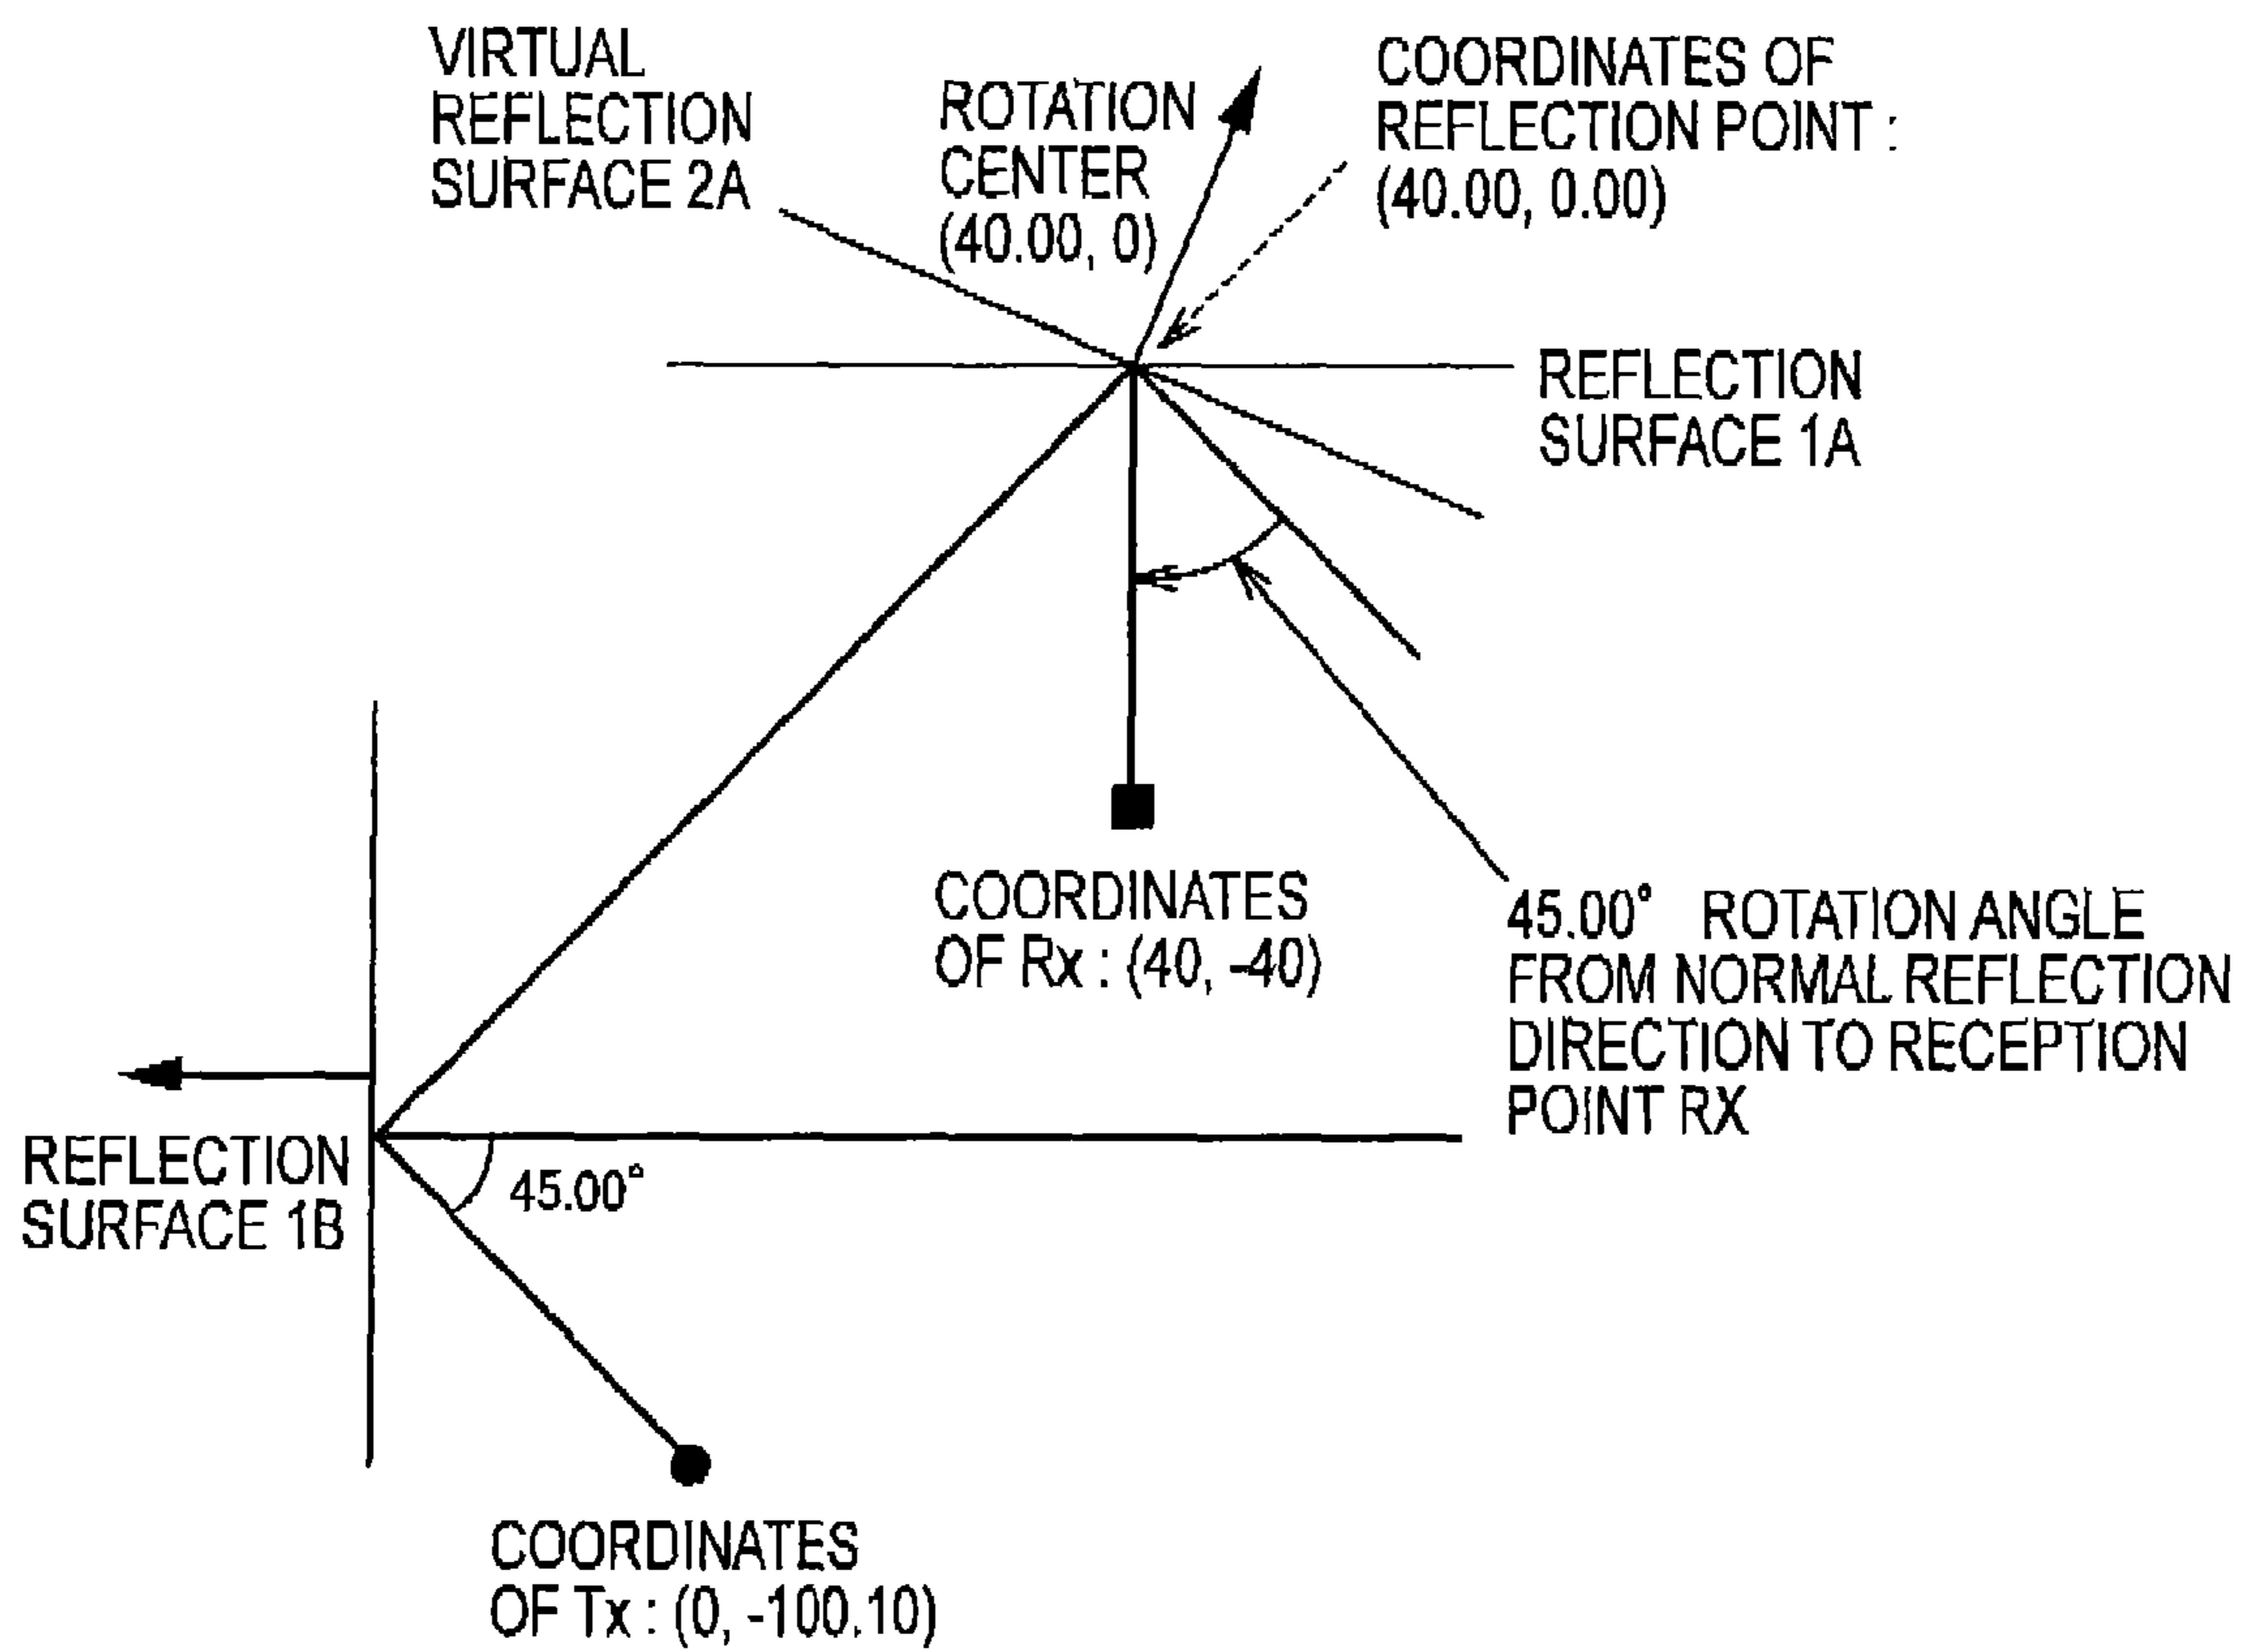 VIRTUAL
REFLECTION
SURFACE 2A
ROTATION
CENTER
(40.00, 0)
COORDINATES OF
REFLECTION POINT :
(40.00, 0.00)
REFLECTION
SURFACE 1A
COORDINATES
OF Rx : (40, -40)
45.00° ROTATION ANGLE
FROM NORMAL REFLECTION
DIRECTION TO RECEPTION
POINT RX
REFLECTION
SURFACE 1B
45.00°
COORDINATES
OF Tx : (0, -100.10)